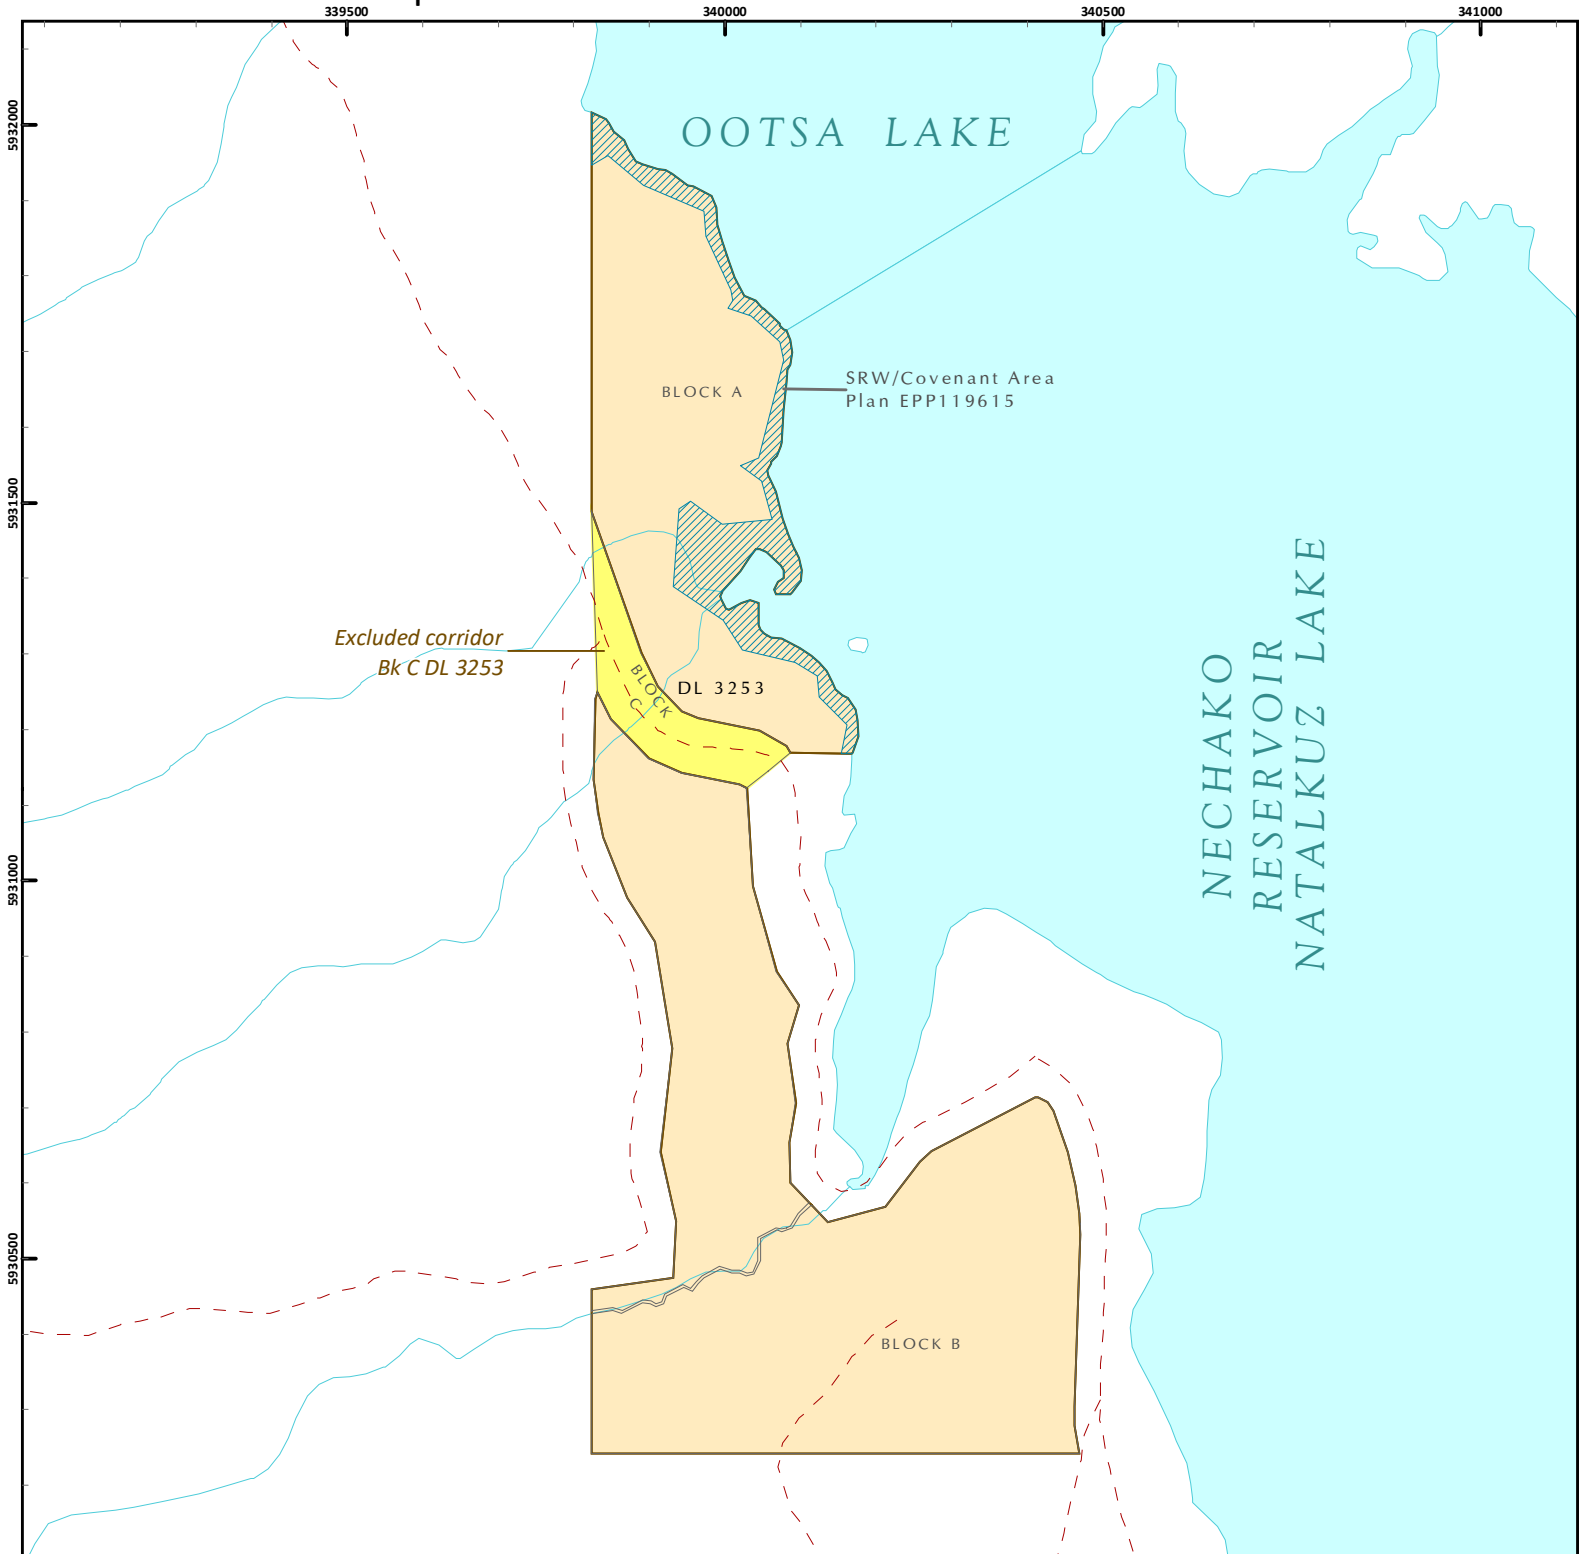 339500
340000
340500
341000
5932000
OOTSA LAKE
BLOCK A
SRW/Covenant Area
Plan EPP119615
5931500
Excluded corridor
Bk C DL 3253
BLOCK
C
DL 3253
NECHAKO
RESERVOIR
NATALKUZ LAKE
5931000
5930500
BLOCK B